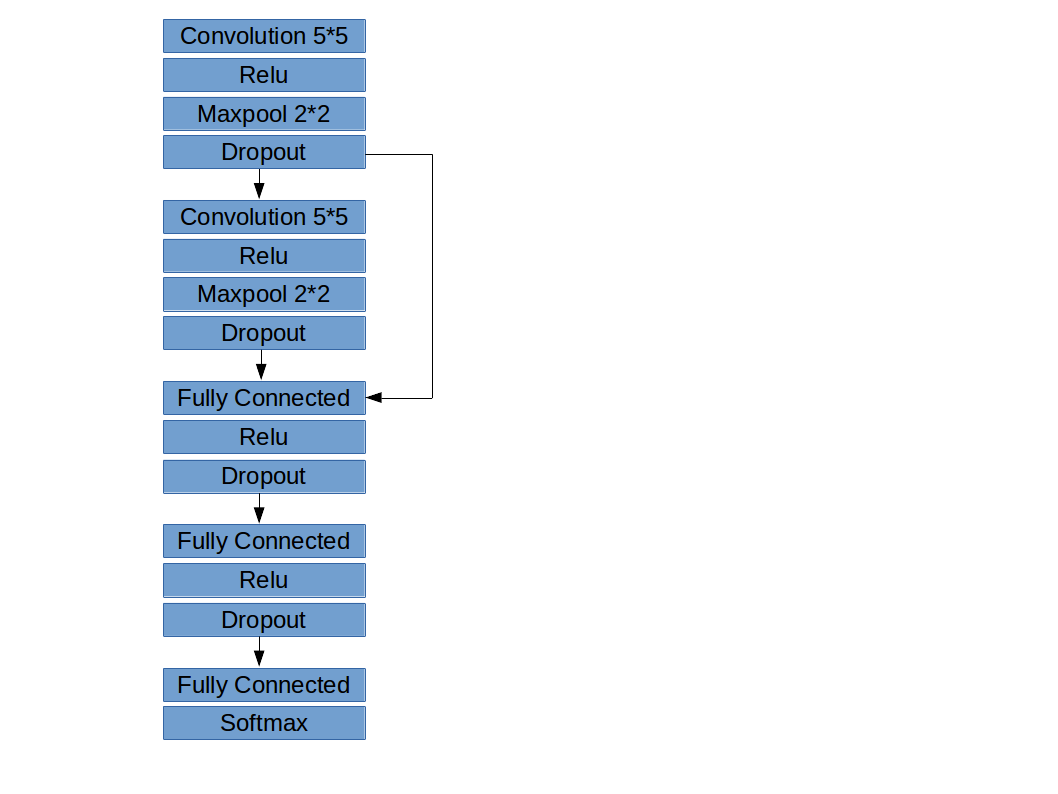 Convolution 5*5
Relu
Maxpool 2*2
Dropout
Convolution 5*5
Relu
Maxpool 2*2
Dropout
Fully Connected
Relu
Dropout
Fully Connected
Relu
Dropout
Fully Connected
Softmax